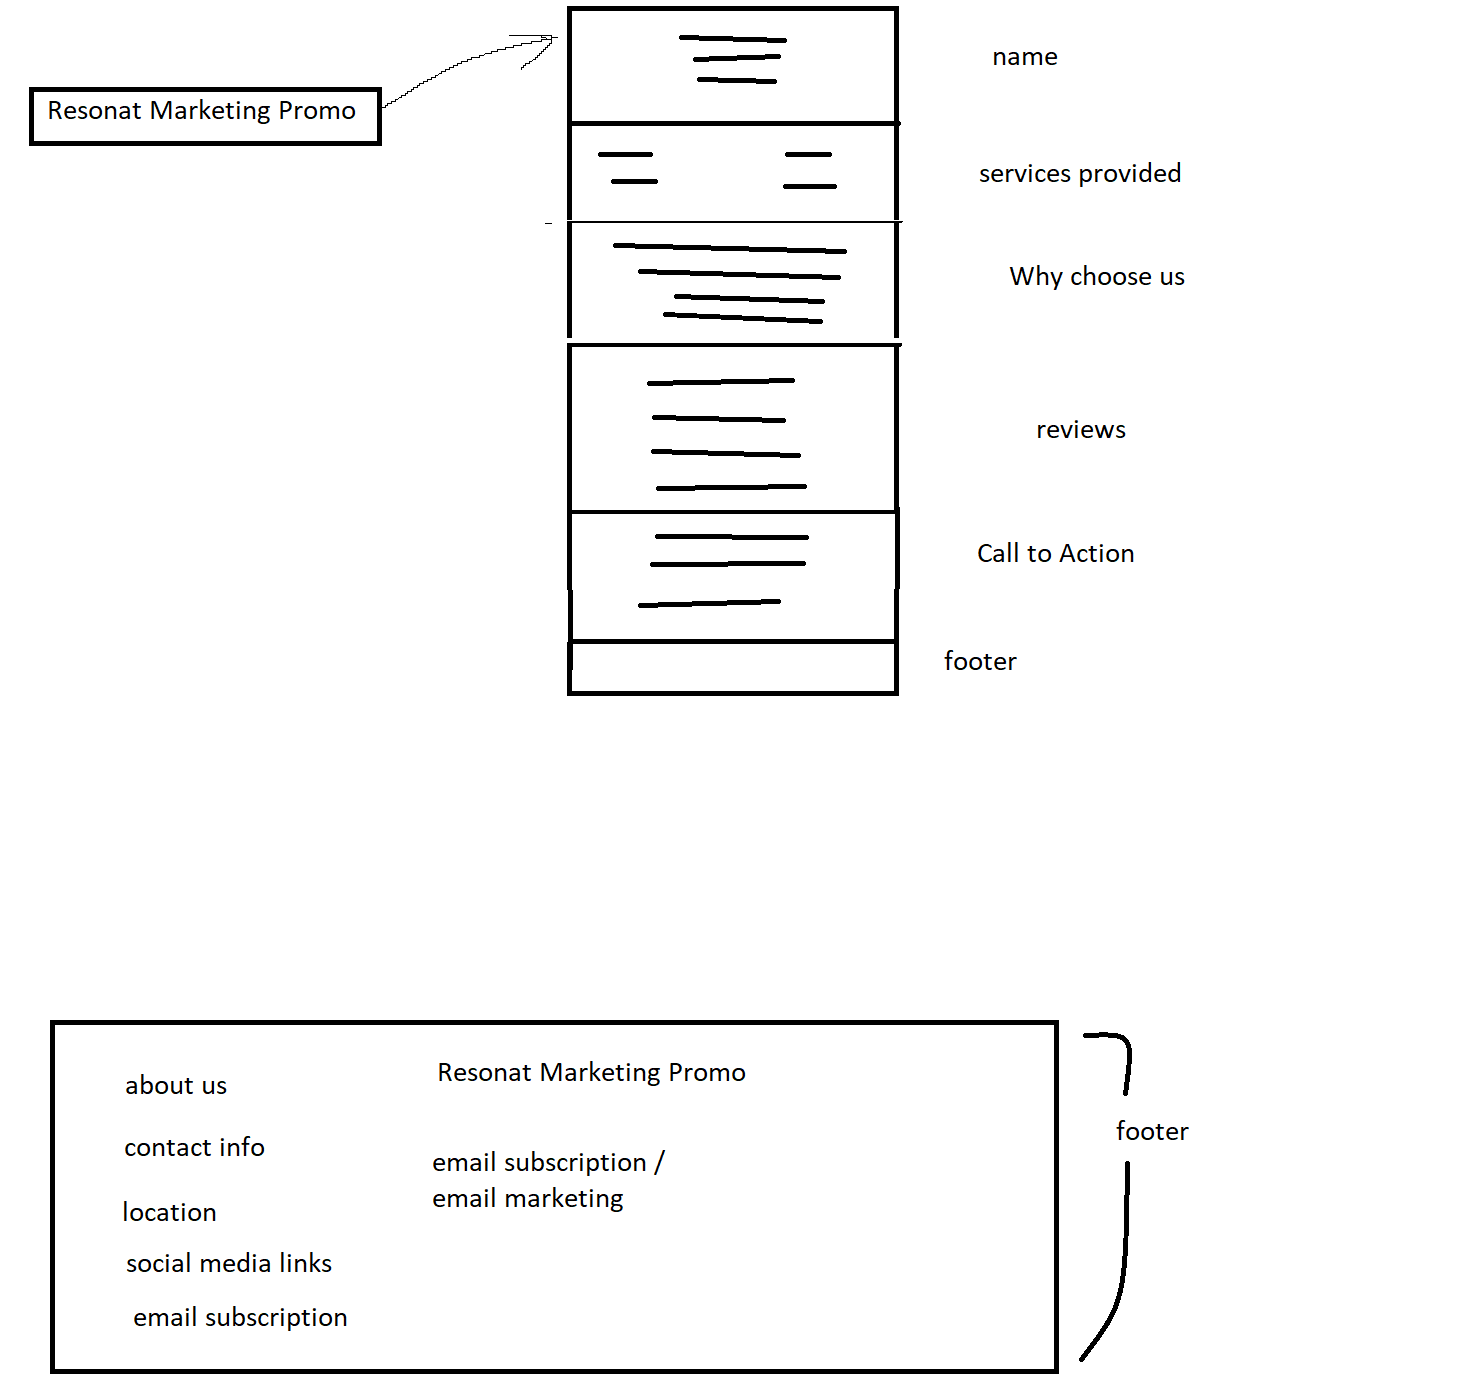 name
Resonat Marketing Promo
services provided
Why choose us
reviews
Call to Action
footer
about us
contact info
location
social media links
email subscription
Resonat Marketing Promo
email subscription /
email marketing
footer